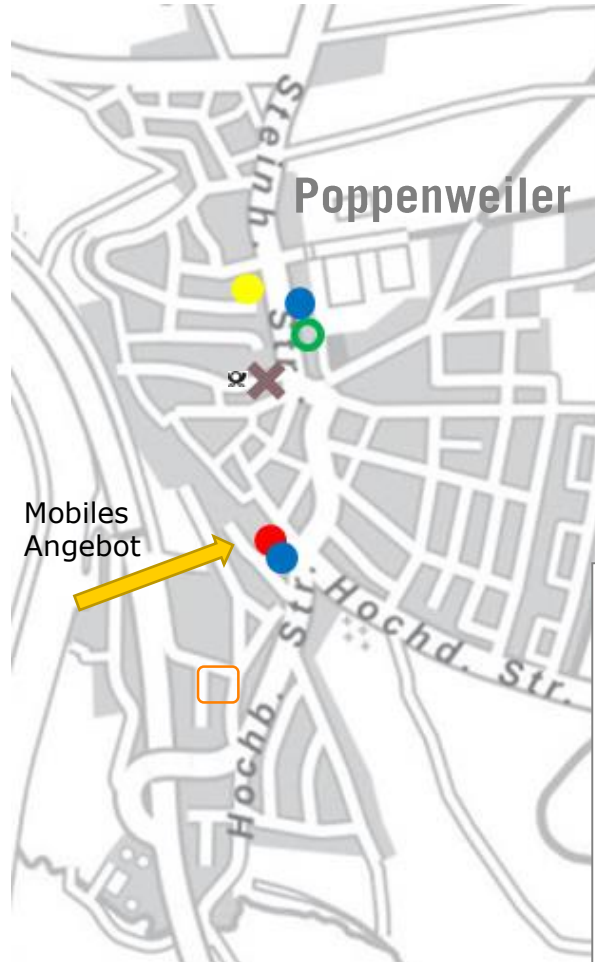 Steinh. Str.
Poppenweiler
Mobiles
Angebot
Hochd. Str.
Hochb. Str.